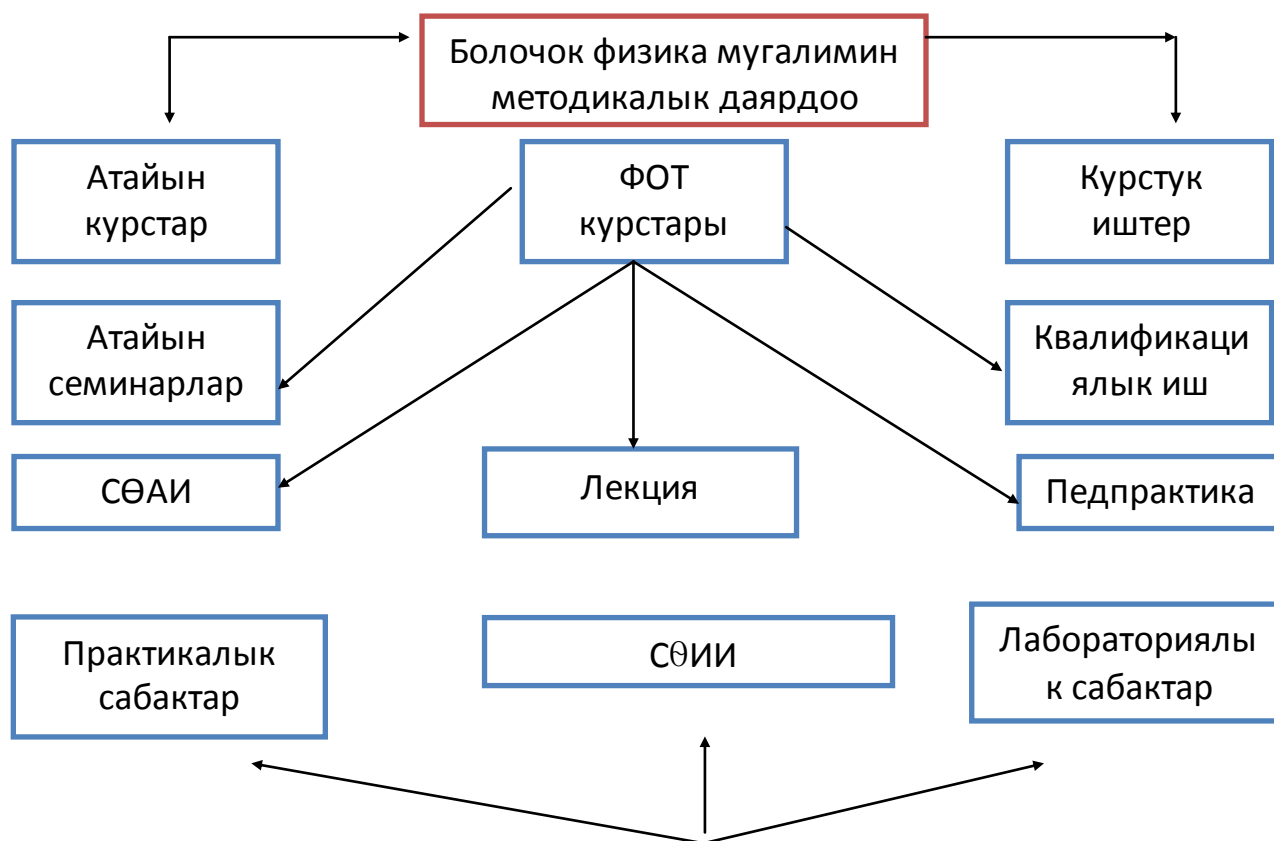 Болочок физика мугалимин
методикалык даярдоо
Атайын
курстар
ФОТ
курстары
Курстук
иштер
Атайын
семинарлар
Квалификаци
ялык иш
СӨАИ
Лекция
Педпрактика
Практикалык
сабактар
СθИИ
Лабораториялы
к сабактар